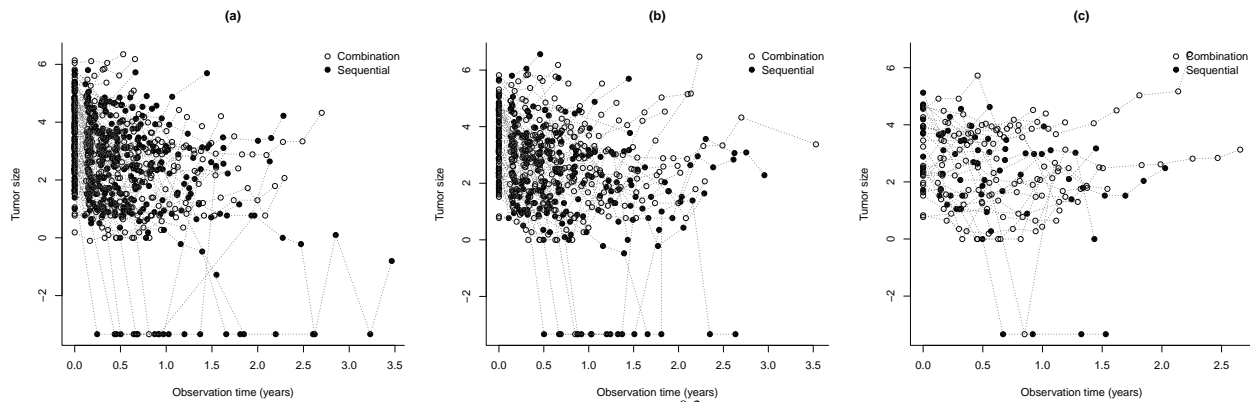 (a)
Combination
Sequential
Tumor size
6
4
2
0
−2
0.0 0.5 1.0 1.5 2.0 2.5 3.0 3.5
Observation time (years)
(b)
Combination
Sequential
Tumor size
6
4
2
0
−2
0.0 0.5 1.0 1.5 2.0 2.5 3.0 3.5
Observation time (years)
(c)
Combination
Sequential
Tumor size
6
4
2
0
−2
0.0 0.5 1.0 1.5 2.0 2.5
Observation time (years)